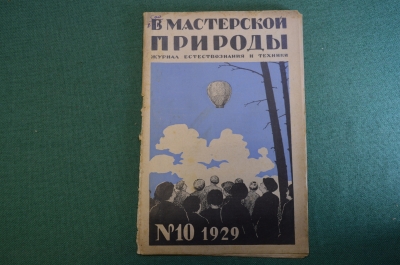 В МАСТЕРСКОЙ
ПРИРОДЫ
ЖУРНАЛ ЕСТЕСТВОЗНАНИЯ И ТЕХНИКИ
№10 1929